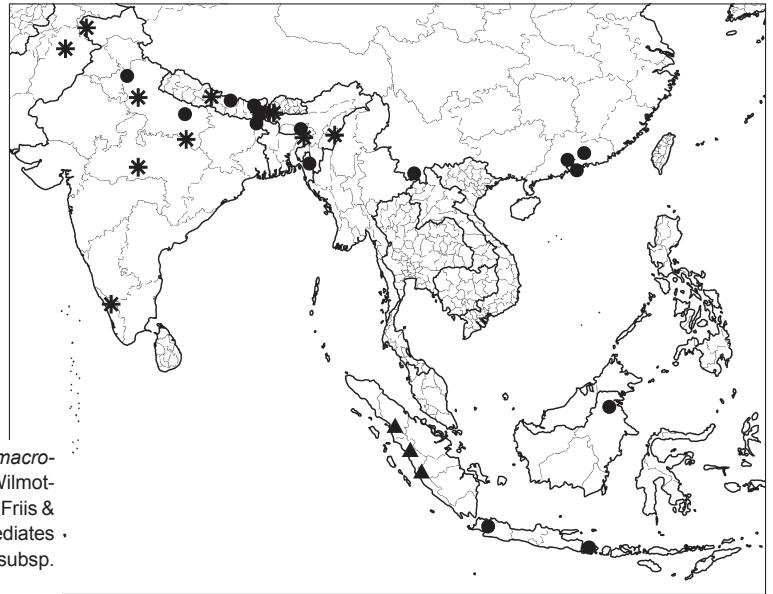 macro-
Wilmot-
Friis &
ediates
subsp.